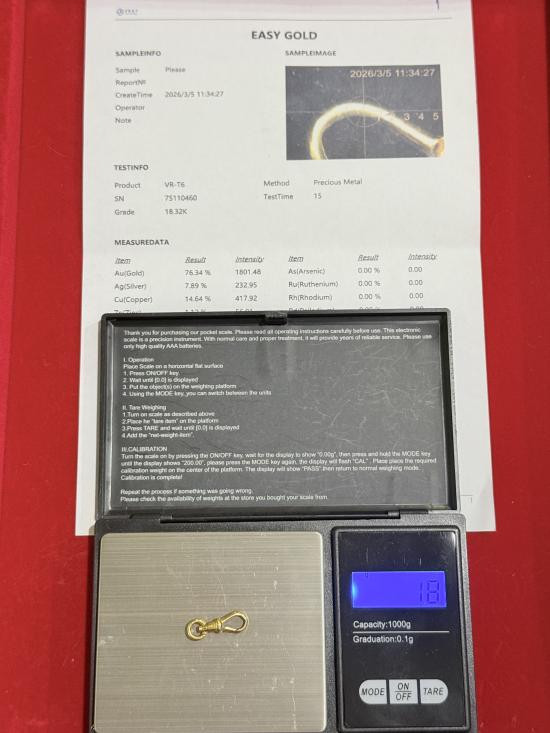 EASY GOLD
SAMPLEINFO
Sample Please
ReportNº
CreateTime 2026/3/5 11:34:27
Operator
Note
SAMPLEIMAGE
2026/3/5 11:34:27
3 4 5
TESTINFO
Product VR-T6 Method Precious Metal
SN 75110460 TestTime 15
Grade 18.32K
MEASUREDATA
Item Result Intensity Item Result Intensity
Au(Gold) 76.34 % 1801.48 As(Arsenic) 0.00 % 0.00
Ag(Silver) 7.89 % 232.95 Ru(Ruthenium) 0.00 % 0.00
Cu(Copper) 14.64 % 417.92 Rh(Rhodium) 0.00 % 0.00
Thank you for purchasing our pocket scale. Please read all operating instructions carefully before use. This electronic
scale is a precision instrument. With normal care and proper treatment, it will provide years of reliable service. Please use
only high quality AAA batteries.
I. Operation
Place Scale on a horizontal flat surface
1. Press ON/OFF key.
2. Wait until [0.0] is displayed
3. Put the object(s) on the weighing platform
4. Using the MODE key, you can switch between the units
II. Tare Weighing
1.Turn on scale as described above
2.Place he "tare item" on the platform
3.Press TARE and wait until [0.0] is displayed
4.Add the "net-weight-item".
III.CALIBRATION
Turn the scale on by pressing the ON/OFF key, wait for the display to show "0.00g", then press and hold the MODE key
until the display shows "200.00", please press the MODE key again, the display will flash "CAL". Place place the required
calibration weight on the center of the platform. The display will show "PASS",then return to normal weighing mode.
Calibration is complete!
Repeat the process if something was going wrong.
Please check the availability of weights at the store you bought your scale from.
Capacity:1000g
Graduation:0.1g
MODE ON/OFF TARE